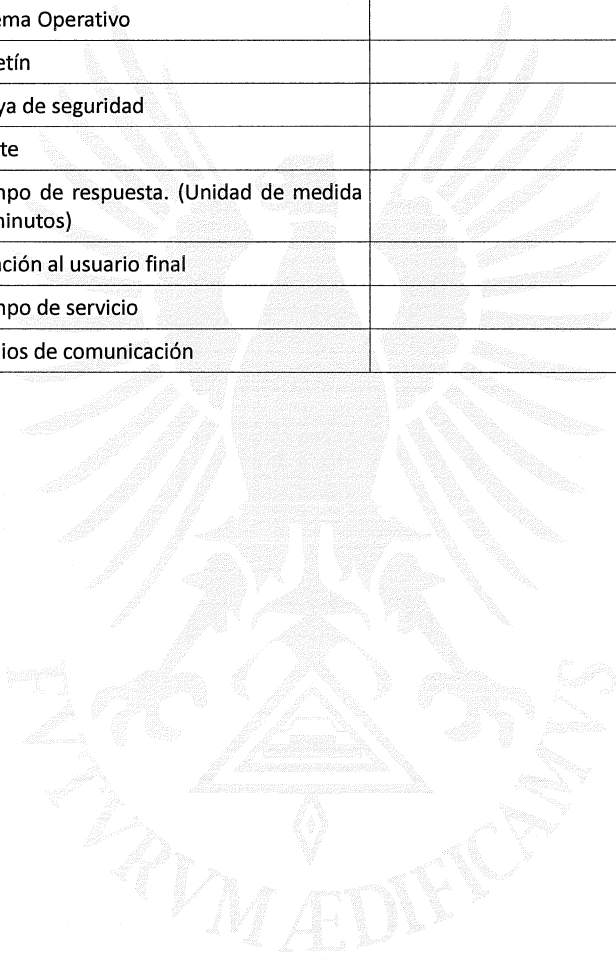 ema Operativo
etín
ya de seguridad
te
npo de respuesta. (Unidad de medida
ninutos)
ción al usuario final
npo de servicio
ios de comunicación
FVTVRVM ÆDIFICAMVS